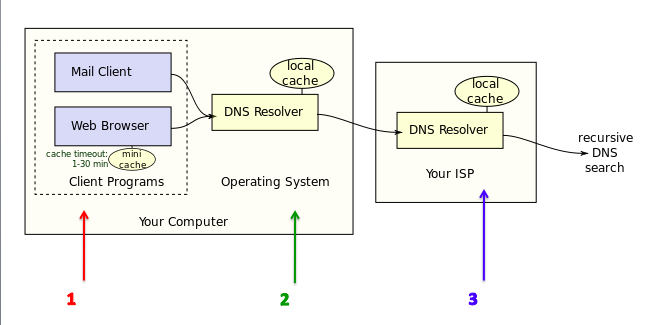 Mail Client
Web Browser
cache timeout:
1-30 min
mini
cache
Client Programs
local
cache
DNS Resolver
Operating System
Your Computer
local
cache
DNS Resolver
Your ISP
recursive
DNS
search
1
2
3